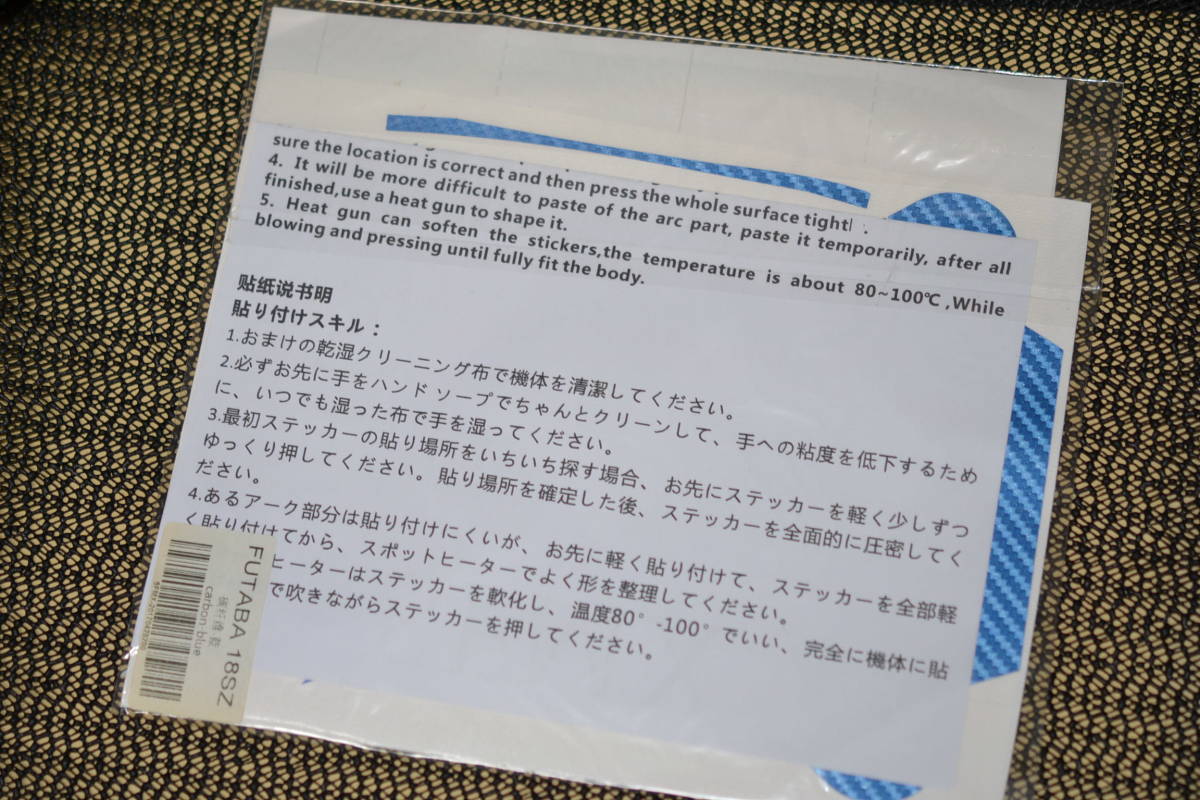 sure the location is correct and then press the whole surface tight .
4. It will be more difficult to paste of the arc part, paste it temporarily, after all
finished,use a heat gun to shape it.
5. Heat gun can soften the stickers,the temperature is about 80~100℃ ,While
blowing and pressing until fully fit the body.
贴纸说书明
貼り付けスキル：
1.おまけの乾湿クリーニング布で機体を清潔してください。
2.必ずお先に手をハンド ソープでちゃんとクリーンして、手への粘度を低下するため
に、いつでも湿った布で手を湿ってください。
3.最初ステッカーの貼り場所をいちいち探す場合、お先にステッカーを軽く少しずつ
ゆっくり押してください。貼り場所を確定した後、ステッカーを全面的に圧密してく
ださい。
4.あるアーク部分は貼り付けにくいが、お先に軽く貼り付けて、ステッカーを全部軽
く貼り付けてから、スポットヒーターでよく形を整理してください。
ヒーターはステッカーを軟化し、温度80°-100°でいい、完全に機体に貼
で吹きながらステッカーを押してください。
FUTABA 18SZ
碳纤维 蓝
carbon blue